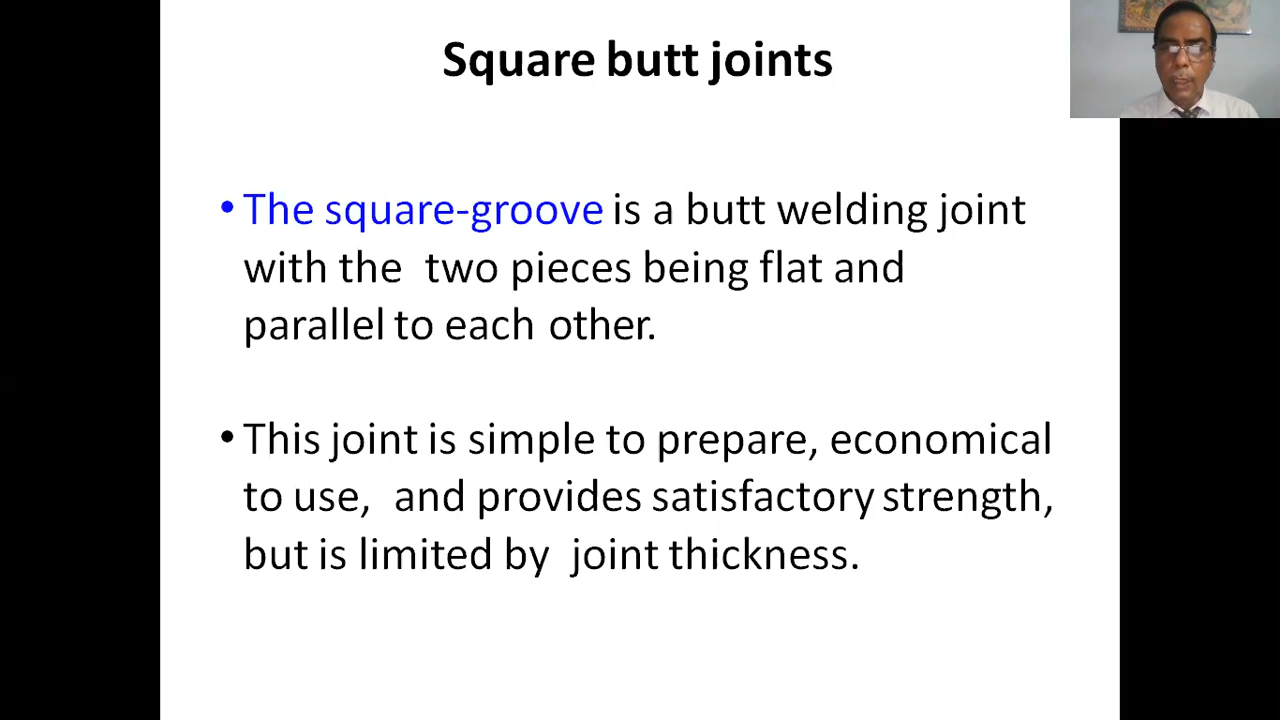 Square butt joints
• The square-groove is a butt welding joint
with the two pieces being flat and
parallel to each other.
• This joint is simple to prepare, economical
to use, and provides satisfactory strength,
but is limited by joint thickness.